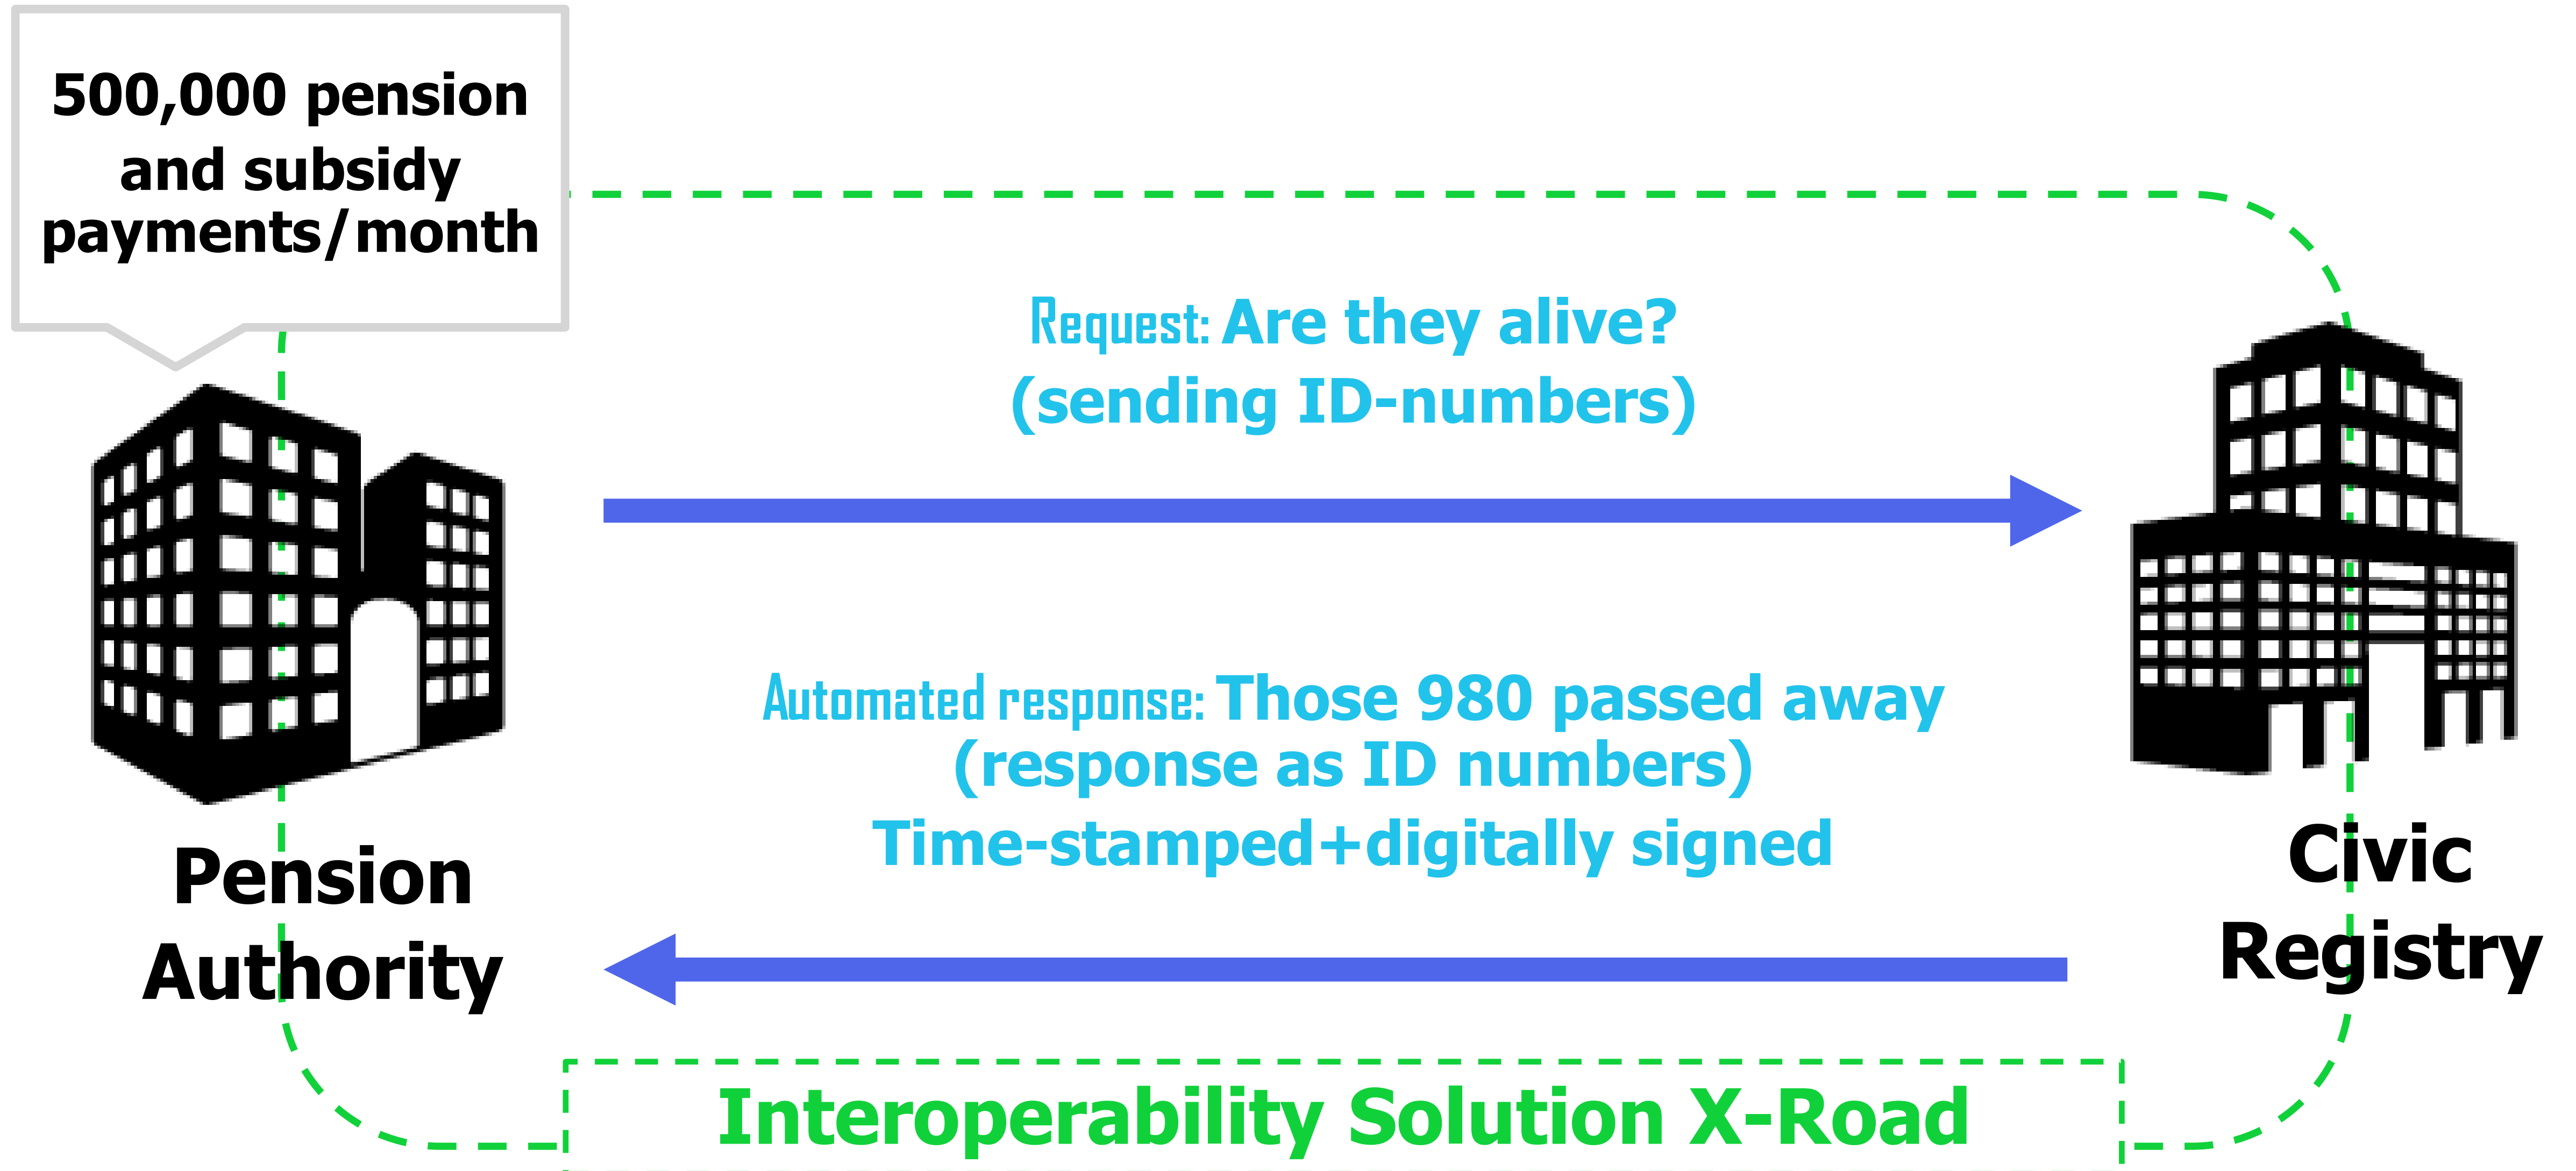 500,000 pension
and subsidy
payments/month
Request: Are they alive?
(sending ID-numbers)
Automated response: Those 980 passed away
(response as ID numbers)
Time-stamped+digitally signed
Pension
Authority
Civic
Registry
Interoperability Solution X-Road